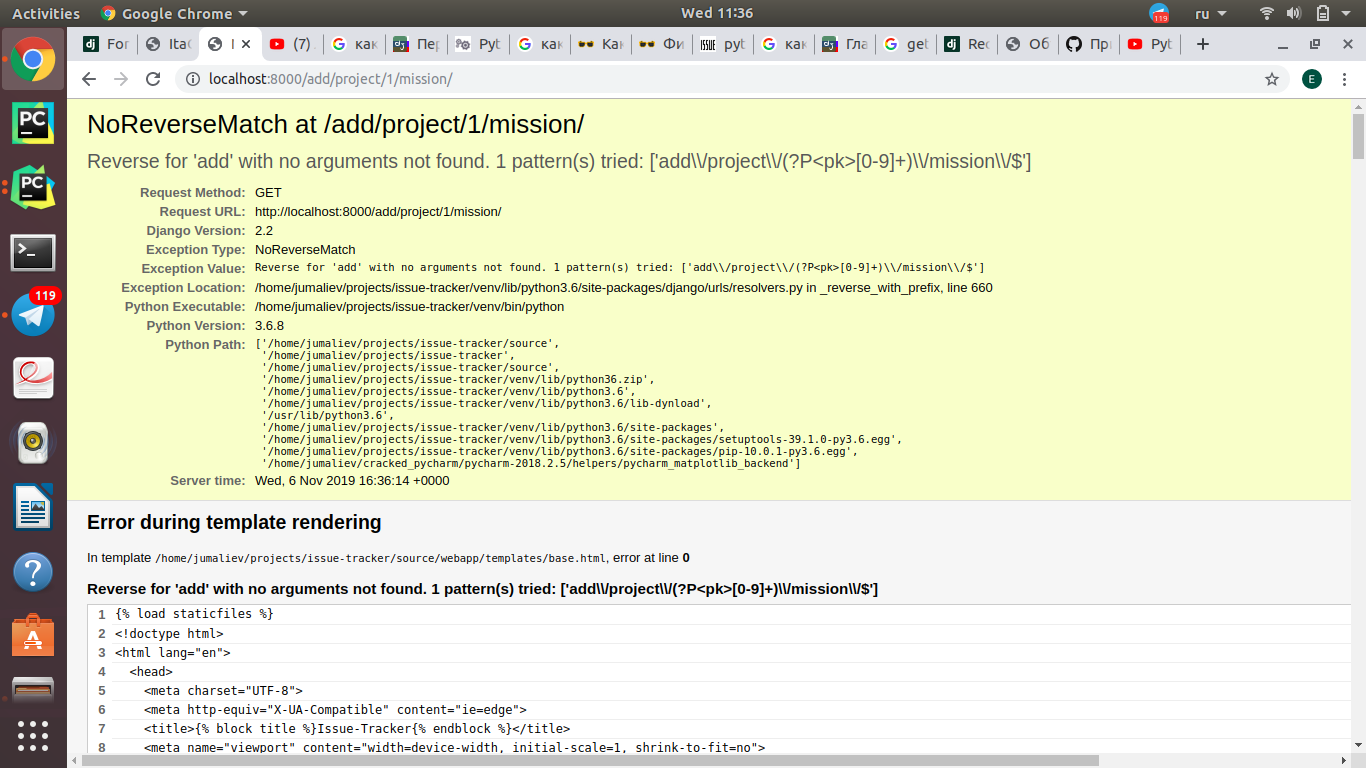 Activities Google Chrome Wed 11:36 119 ru
For Ita I (7) как Пер Pyt как Как Фи ISSUE pyt как Гла get Rec Об При Pyt
localhost:8000/add/project/1/mission/ E
NoReverseMatch at /add/project/1/mission/
Reverse for 'add' with no arguments not found. 1 pattern(s) tried: ['add\\/project\\/(?P<pk>[0-9]+)\\/mission\\/$']
Request Method: GET
Request URL: http://localhost:8000/add/project/1/mission/
Django Version: 2.2
Exception Type: NoReverseMatch
Exception Value: Reverse for 'add' with no arguments not found. 1 pattern(s) tried: ['add\\/project\\/(?P<pk>[0-9]+)\\/mission\\/$']
Exception Location: /home/jumaliev/projects/issue-tracker/venv/lib/python3.6/site-packages/django/urls/resolvers.py in _reverse_with_prefix, line 660
Python Executable: /home/jumaliev/projects/issue-tracker/venv/bin/python
Python Version: 3.6.8
Python Path: ['/home/jumaliev/projects/issue-tracker/source',
'/home/jumaliev/projects/issue-tracker',
'/home/jumaliev/projects/issue-tracker/source',
'/home/jumaliev/projects/issue-tracker/venv/lib/python36.zip',
'/home/jumaliev/projects/issue-tracker/venv/lib/python3.6',
'/home/jumaliev/projects/issue-tracker/venv/lib/python3.6/lib-dynload',
'/usr/lib/python3.6',
'/home/jumaliev/projects/issue-tracker/venv/lib/python3.6/site-packages',
'/home/jumaliev/projects/issue-tracker/venv/lib/python3.6/site-packages/setuptools-39.1.0-py3.6.egg',
'/home/jumaliev/projects/issue-tracker/venv/lib/python3.6/site-packages/pip-10.0.1-py3.6.egg',
'/home/jumaliev/cracked_pycharm/pycharm-2018.2.5/helpers/pycharm_matplotlib_backend']
Server time: Wed, 6 Nov 2019 16:36:14 +0000
Error during template rendering
In template /home/jumaliev/projects/issue-tracker/source/webapp/templates/base.html, error at line 0
Reverse for 'add' with no arguments not found. 1 pattern(s) tried: ['add\\/project\\/(?P<pk>[0-9]+)\\/mission\\/$']
1 {% load staticfiles %}
2 <!doctype html>
3 <html lang="en">
4 <head>
5 <meta charset="UTF-8">
6 <meta http-equiv="X-UA-Compatible" content="ie=edge">
7 <title>{% block title %}Issue-Tracker{% endblock %}</title>
8 <meta name="viewport" content="width=device-width, initial-scale=1, shrink-to-fit=no">
PC
PC
119